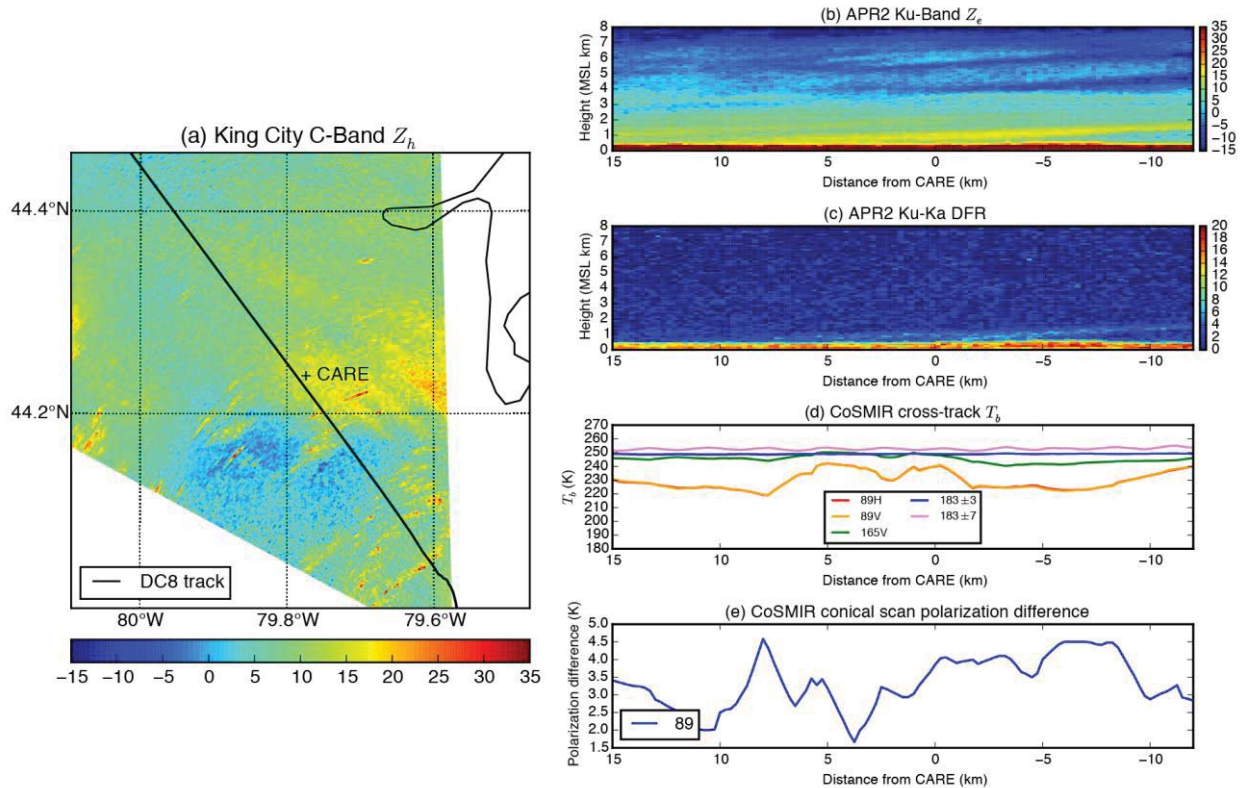 (a) King City C-Band Z_h
44.4°N
44.2°N
+ CARE
DC8 track
80°W 79.8°W 79.6°W
−15 −10 −5 0 5 10 15 20 25 30 35
(b) APR2 Ku-Band Z_e
Height (MSL km)
8
7
6
5
4
3
2
1
0
35
30
25
20
15
10
5
0
−5
−10
−15
15 10 5 0 −5 −10
Distance from CARE (km)
(c) APR2 Ku-Ka DFR
Height (MSL km)
8
7
6
5
4
3
2
1
0
20
18
16
14
12
10
8
6
4
2
0
15 10 5 0 −5 −10
Distance from CARE (km)
(d) CoSMIR cross-track T_b
T_b (K)
270
260
250
240
230
220
210
200
190
180
89H
89V
165V
183±3
183±7
15 10 5 0 −5 −10
Distance from CARE (km)
(e) CoSMIR conical scan polarization difference
Polarization difference (K)
5.0
4.5
4.0
3.5
3.0
2.5
2.0
1.5
89
15 10 5 0 −5 −10
Distance from CARE (km)